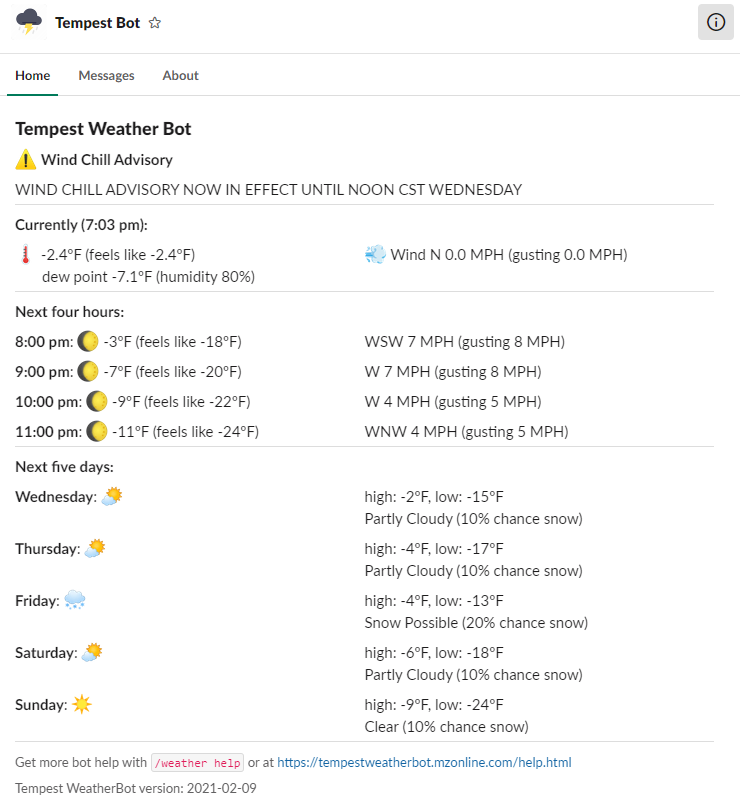 Tempest Bot
Home Messages About
Tempest Weather Bot
Wind Chill Advisory
WIND CHILL ADVISORY NOW IN EFFECT UNTIL NOON CST WEDNESDAY
Currently (7:03 pm):
-2.4°F (feels like -2.4°F) Wind N 0.0 MPH (gusting 0.0 MPH)
dew point -7.1°F (humidity 80%)
Next four hours:
8:00 pm: -3°F (feels like -18°F) WSW 7 MPH (gusting 8 MPH)
9:00 pm: -7°F (feels like -20°F) W 7 MPH (gusting 8 MPH)
10:00 pm: -9°F (feels like -22°F) W 4 MPH (gusting 5 MPH)
11:00 pm: -11°F (feels like -24°F) WNW 4 MPH (gusting 5 MPH)
Next five days:
Wednesday: high: -2°F, low: -15°F
Partly Cloudy (10% chance snow)
Thursday: high: -4°F, low: -17°F
Partly Cloudy (10% chance snow)
Friday: high: -4°F, low: -13°F
Snow Possible (20% chance snow)
Saturday: high: -6°F, low: -18°F
Partly Cloudy (10% chance snow)
Sunday: high: -9°F, low: -24°F
Clear (10% chance snow)
Get more bot help with /weather help or at https://tempestweatherbot.mzonline.com/help.html
Tempest WeatherBot version: 2021-02-09